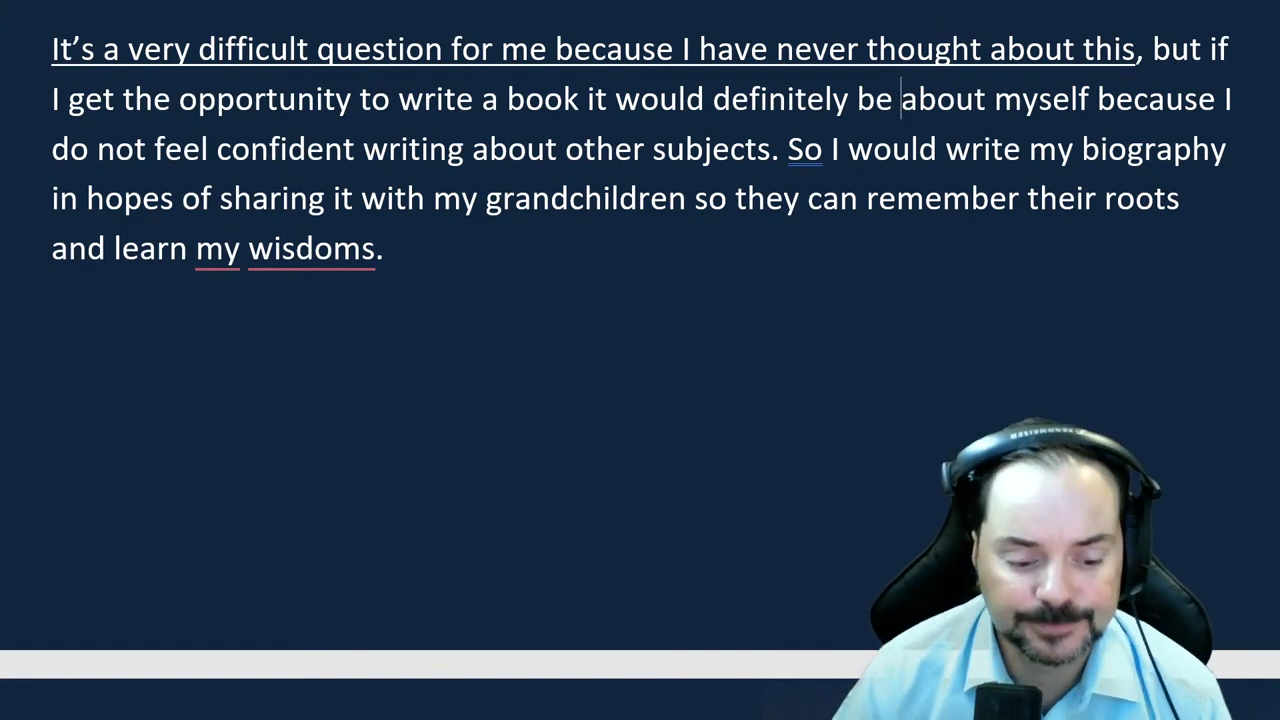 It’s a very difficult question for me because I have never thought about this, but if
I get the opportunity to write a book it would definitely be about myself because I
do not feel confident writing about other subjects. So I would write my biography
in hopes of sharing it with my grandchildren so they can remember their roots
and learn my wisdoms.